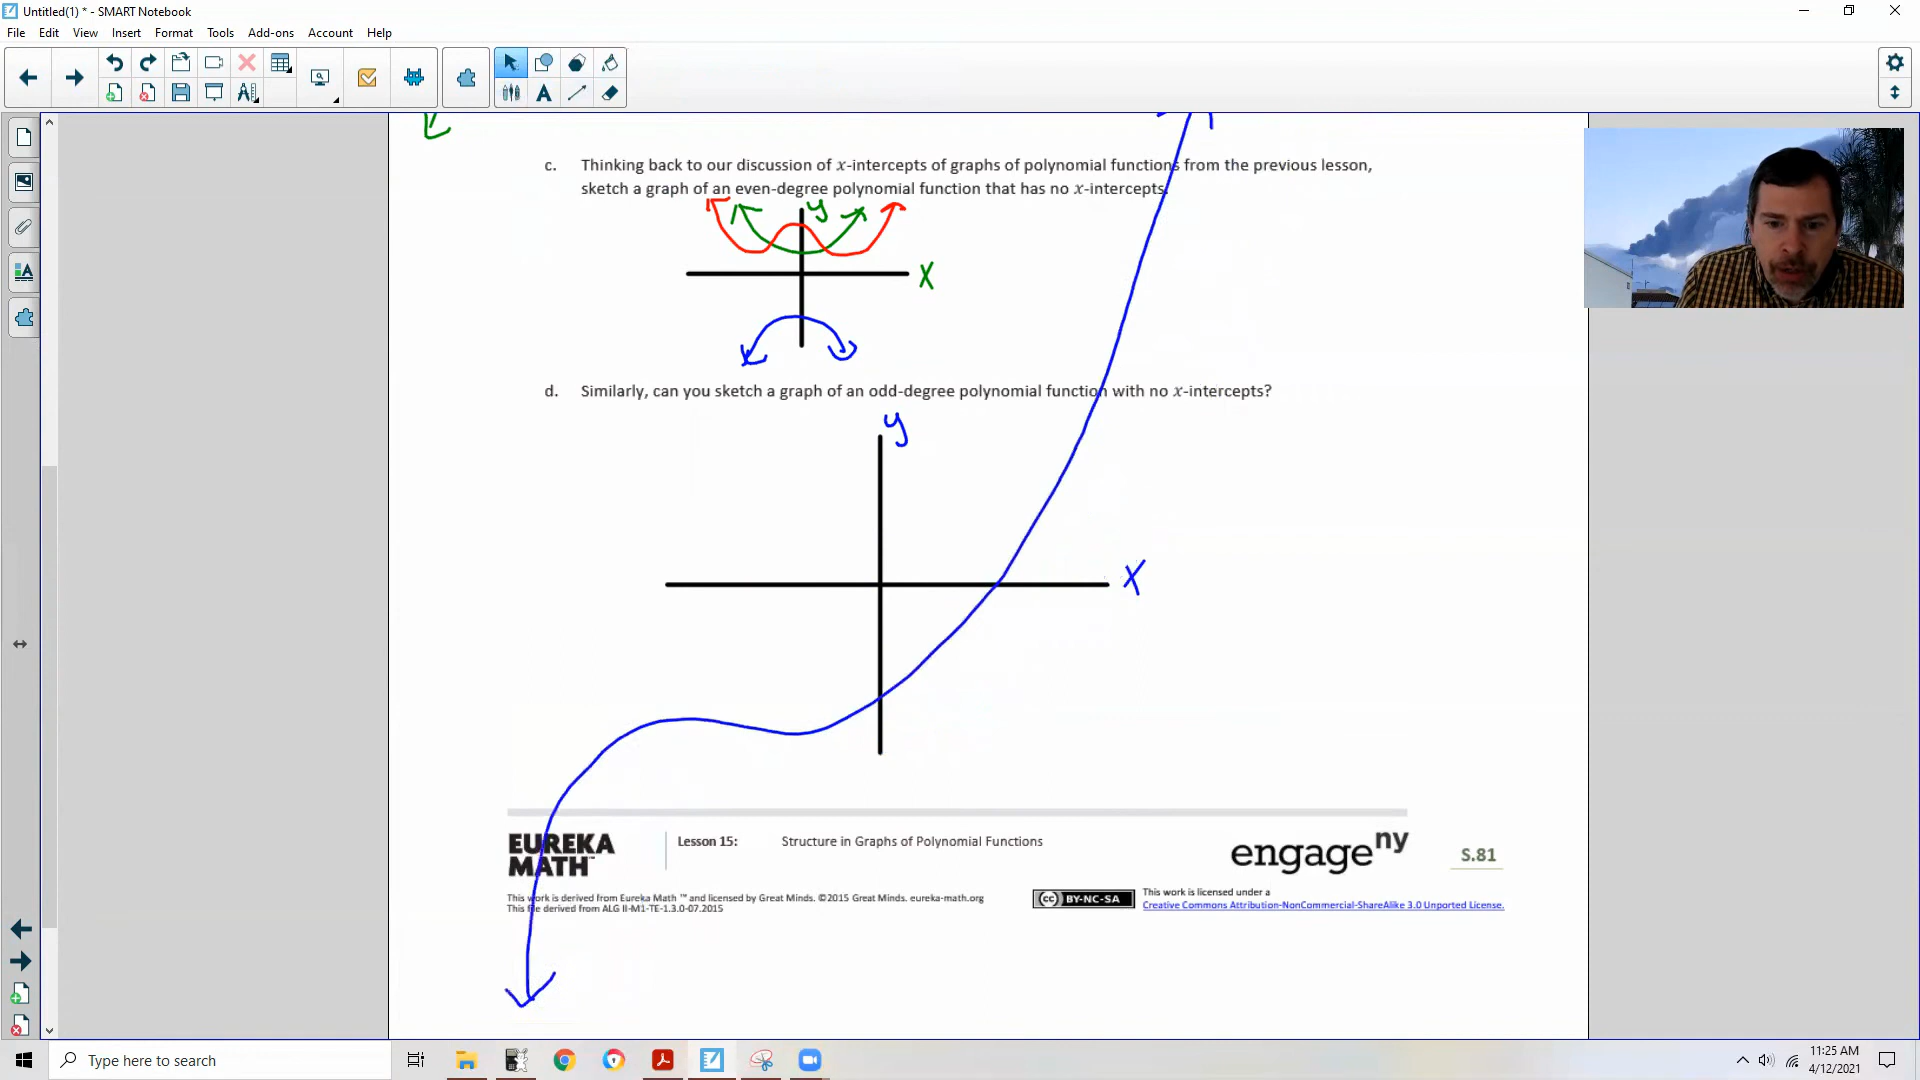 Untitled(1) * - SMART Notebook
File Edit View Insert Format Tools Add-ons Account Help
c. Thinking back to our discussion of x-intercepts of graphs of polynomial functions from the previous lesson,
sketch a graph of an even-degree polynomial function that has no x-intercepts.
y
X
d. Similarly, can you sketch a graph of an odd-degree polynomial function with no x-intercepts?
y
X
EUREKA
MATH™
Lesson 15: Structure in Graphs of Polynomial Functions
engage ny
S.81
This work is derived from Eureka Math ™ and licensed by Great Minds. ©2015 Great Minds. eureka-math.org
This file derived from ALG II-M1-TE-1.3.0-07.2015
CC BY-NC-SA
This work is licensed under a
Creative Commons Attribution-NonCommercial-ShareAlike 3.0 Unported License.
Type here to search
11:25 AM
4/12/2021